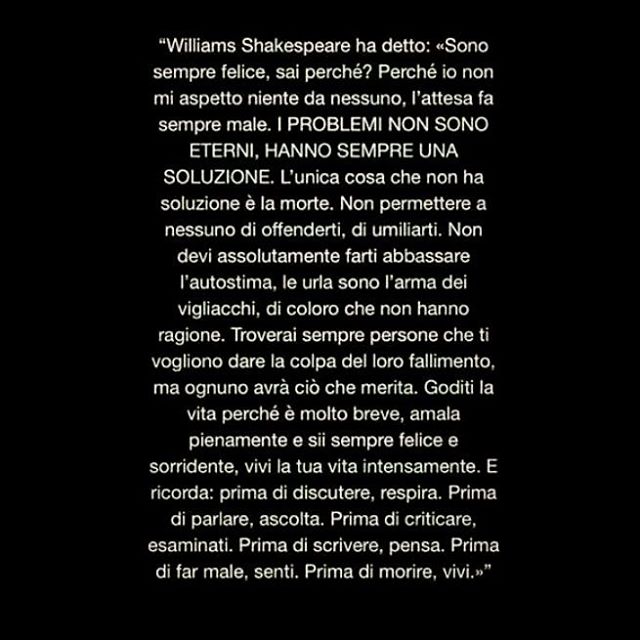 “Williams Shakespeare ha detto: «Sono
sempre felice, sai perché? Perché io non
mi aspetto niente da nessuno, l’attesa fa
sempre male. I PROBLEMI NON SONO
ETERNI, HANNO SEMPRE UNA
SOLUZIONE. L’unica cosa che non ha
soluzione è la morte. Non permettere a
nessuno di offenderti, di umiliarti. Non
devi assolutamente farti abbassare
l’autostima, le urla sono l’arma dei
vigliacchi, di coloro che non hanno
ragione. Troverai sempre persone che ti
vogliono dare la colpa del loro fallimento,
ma ognuno avrà ciò che merita. Goditi la
vita perché è molto breve, amala
pienamente e sii sempre felice e
sorridente, vivi la tua vita intensamente. E
ricorda: prima di discutere, respira. Prima
di parlare, ascolta. Prima di criticare,
esaminati. Prima di scrivere, pensa. Prima
di far male, senti. Prima di morire, vivi.»”